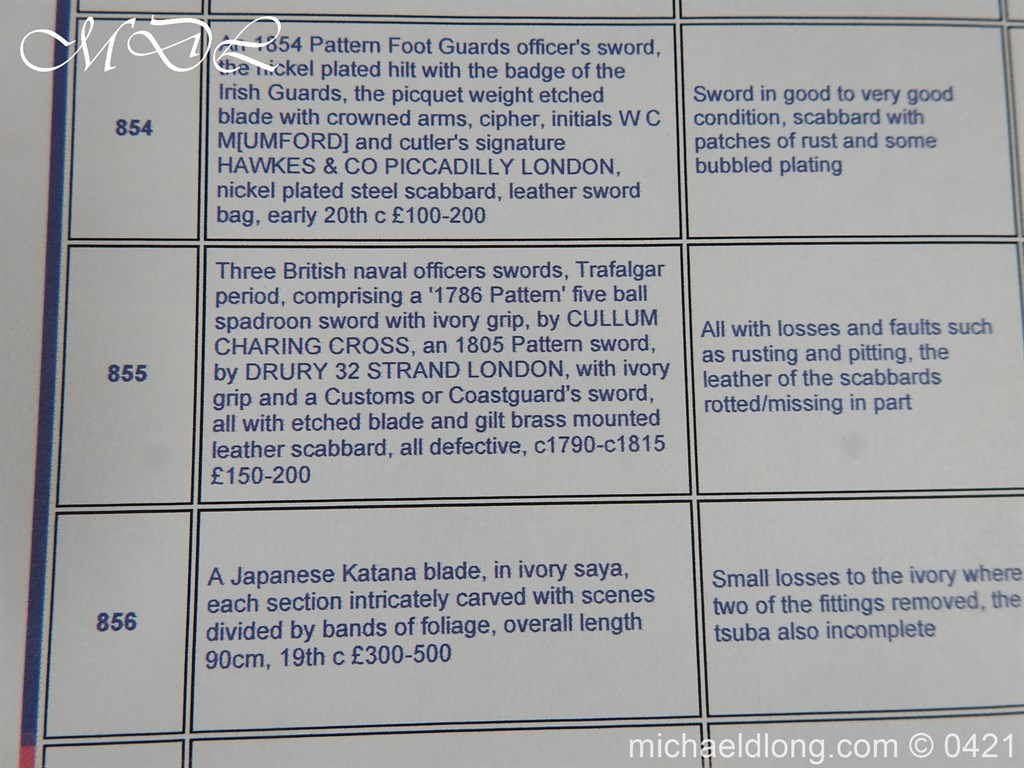 MDL
An 1854 Pattern Foot Guards officer's sword,
the nickel plated hilt with the badge of the
Irish Guards, the picquet weight etched
blade with crowned arms, cipher, initials W C
M[UMFORD] and cutler's signature
HAWKES & CO PICCADILLY LONDON,
nickel plated steel scabbard, leather sword
bag, early 20th c £100-200
854
Sword in good to very good
condition, scabbard with
patches of rust and some
bubbled plating
855
Three British naval officers swords, Trafalgar
period, comprising a '1786 Pattern' five ball
spadroon sword with ivory grip, by CULLUM
CHARING CROSS, an 1805 Pattern sword,
by DRURY 32 STRAND LONDON, with ivory
grip and a Customs or Coastguard's sword,
all with etched blade and gilt brass mounted
leather scabbard, all defective, c1790-c1815
£150-200
All with losses and faults such
as rusting and pitting, the
leather of the scabbards
rotted/missing in part
856
A Japanese Katana blade, in ivory saya,
each section intricately carved with scenes
divided by bands of foliage, overall length
90cm, 19th c £300-500
Small losses to the ivory where
two of the fittings removed, the
tsuba also incomplete
michaeldlong.com © 0421